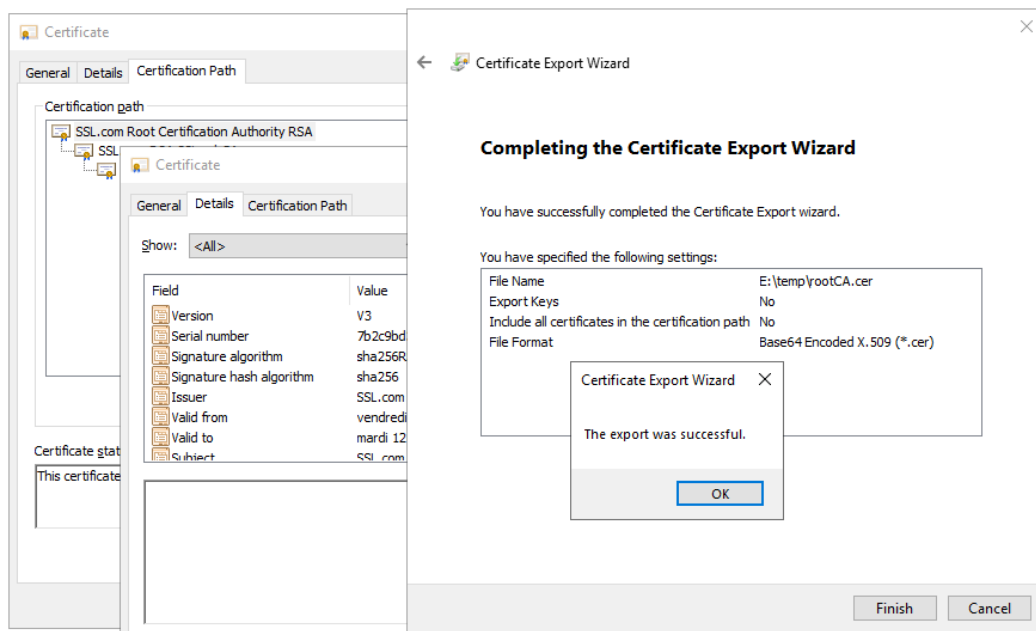 Certificate
General Details Certification Path
Certification path
SSL.com Root Certification Authority RSA
SSL
Certificate
General Details Certification Path
Show: <All>
Field Value
Version V3
Serial number 7b2c9bd
Signature algorithm sha256R
Signature hash algorithm sha256
Issuer SSL.com
Valid from vendredi
Valid to mardi 12
Subject SSL.com
Certificate stat
This certificate
Certificate Export Wizard
Completing the Certificate Export Wizard
You have successfully completed the Certificate Export wizard.
You have specified the following settings:
File Name E:\temp\rootCA.cer
Export Keys No
Include all certificates in the certification path No
File Format Base64 Encoded X.509 (*.cer)
Certificate Export Wizard
The export was successful.
OK
Finish Cancel